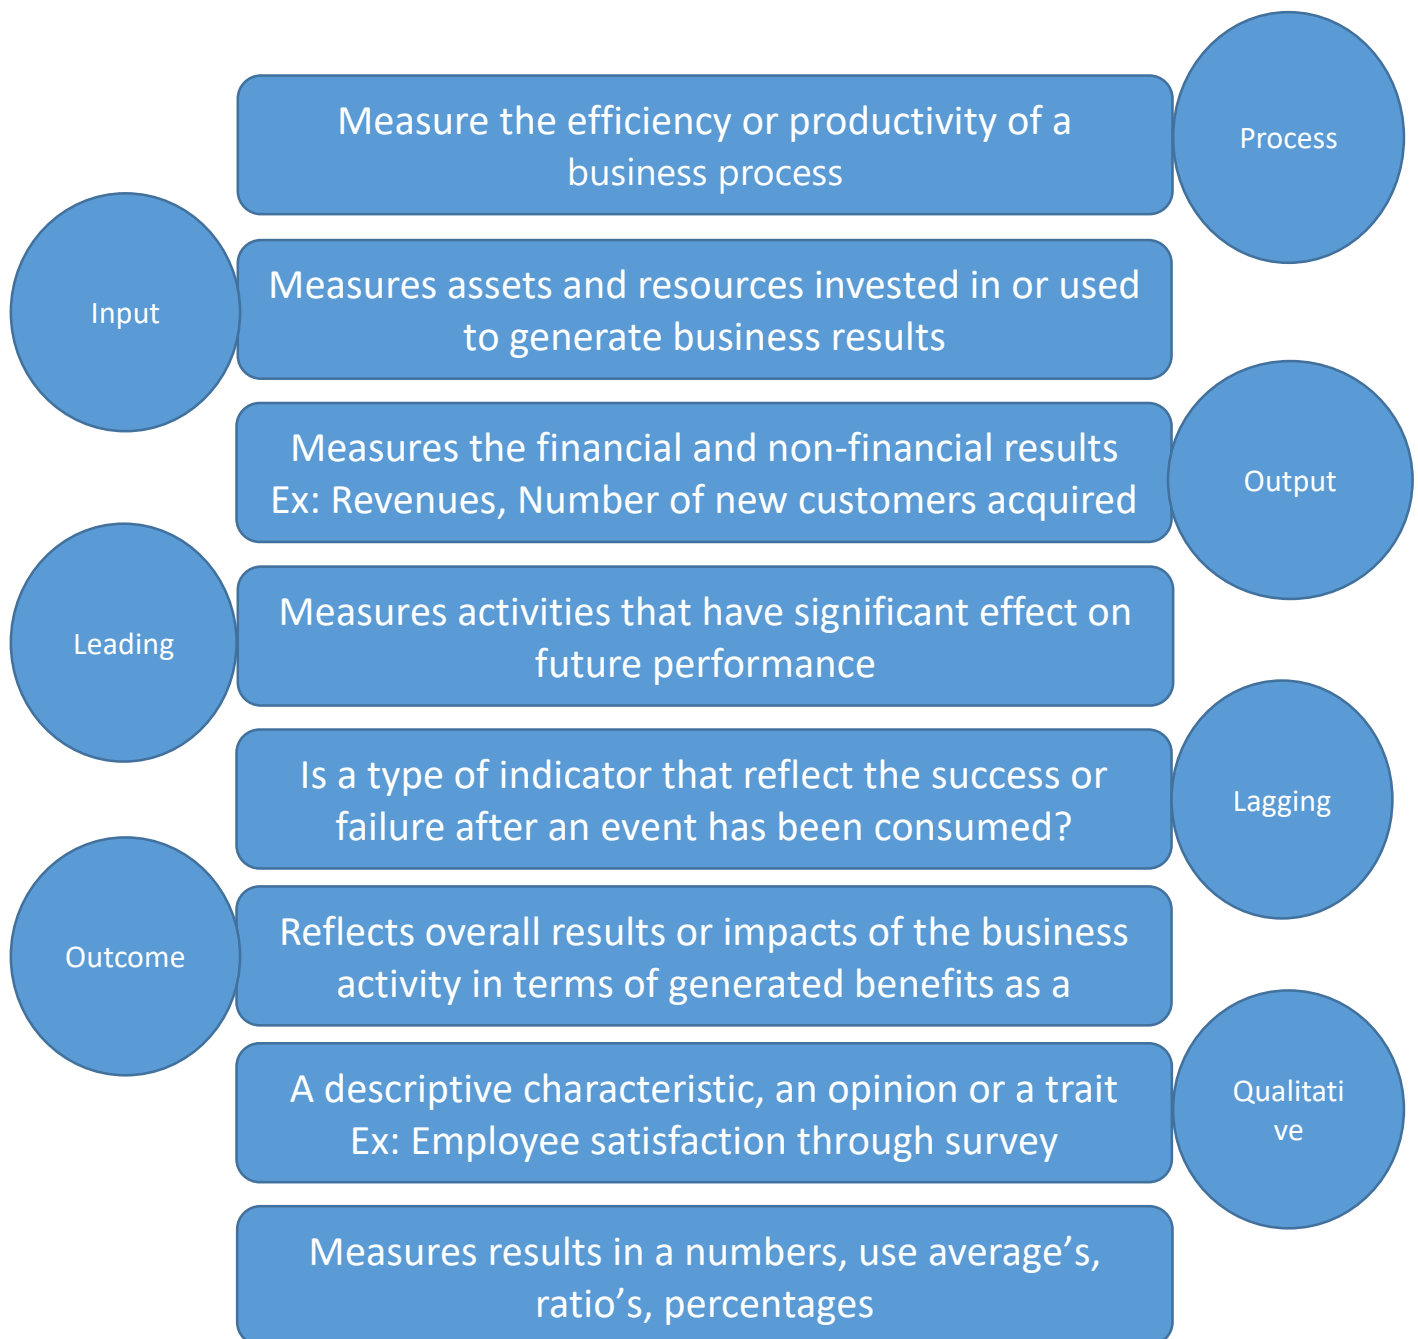 Measure the efficiency or productivity of a
business process
Process
Input
Measures assets and resources invested in or used
to generate business results
Measures the financial and non-financial results
Ex: Revenues, Number of new customers acquired
Output
Leading
Measures activities that have significant effect on
future performance
Is a type of indicator that reflect the success or
failure after an event has been consumed?
Lagging
Outcome
Reflects overall results or impacts of the business
activity in terms of generated benefits as a
A descriptive characteristic, an opinion or a trait
Ex: Employee satisfaction through survey
Qualitati
ve
Measures results in a numbers, use average’s,
ratio’s, percentages